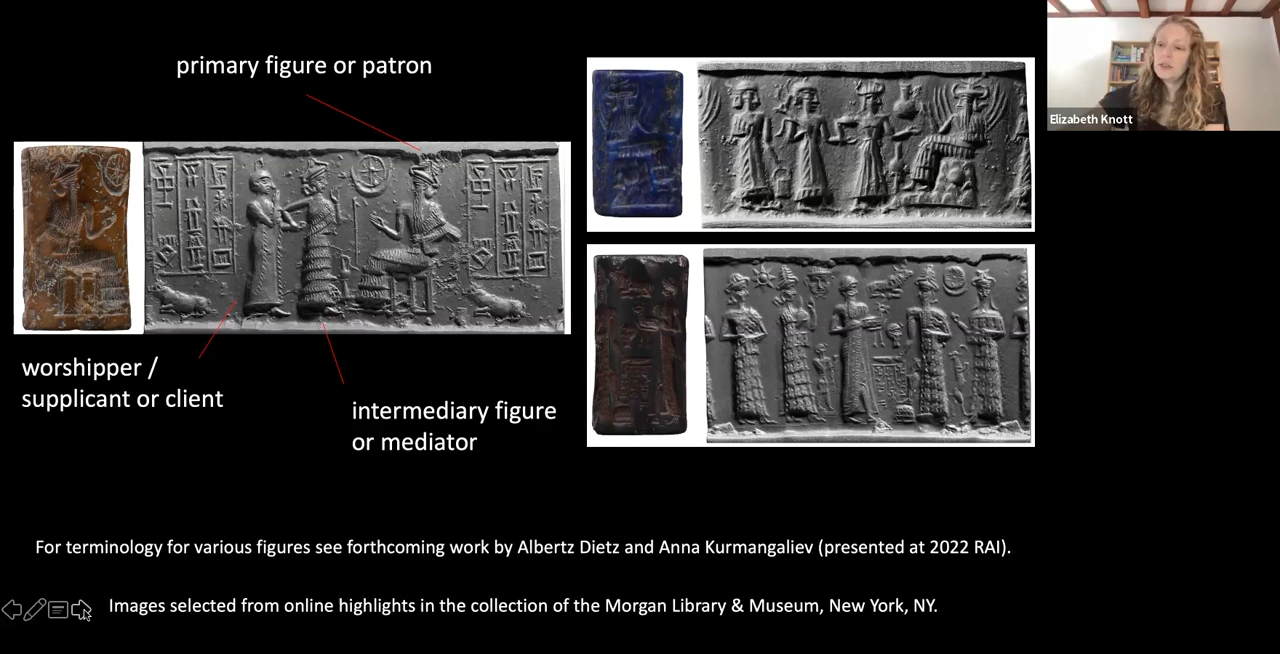 primary figure or patron
Elizabeth Knott
worshipper /
supplicant or client
intermediary figure
or mediator
For terminology for various figures see forthcoming work by Albertz Dietz and Anna Kurmangaliev (presented at 2022 RAI).
Images selected from online highlights in the collection of the Morgan Library & Museum, New York, NY.